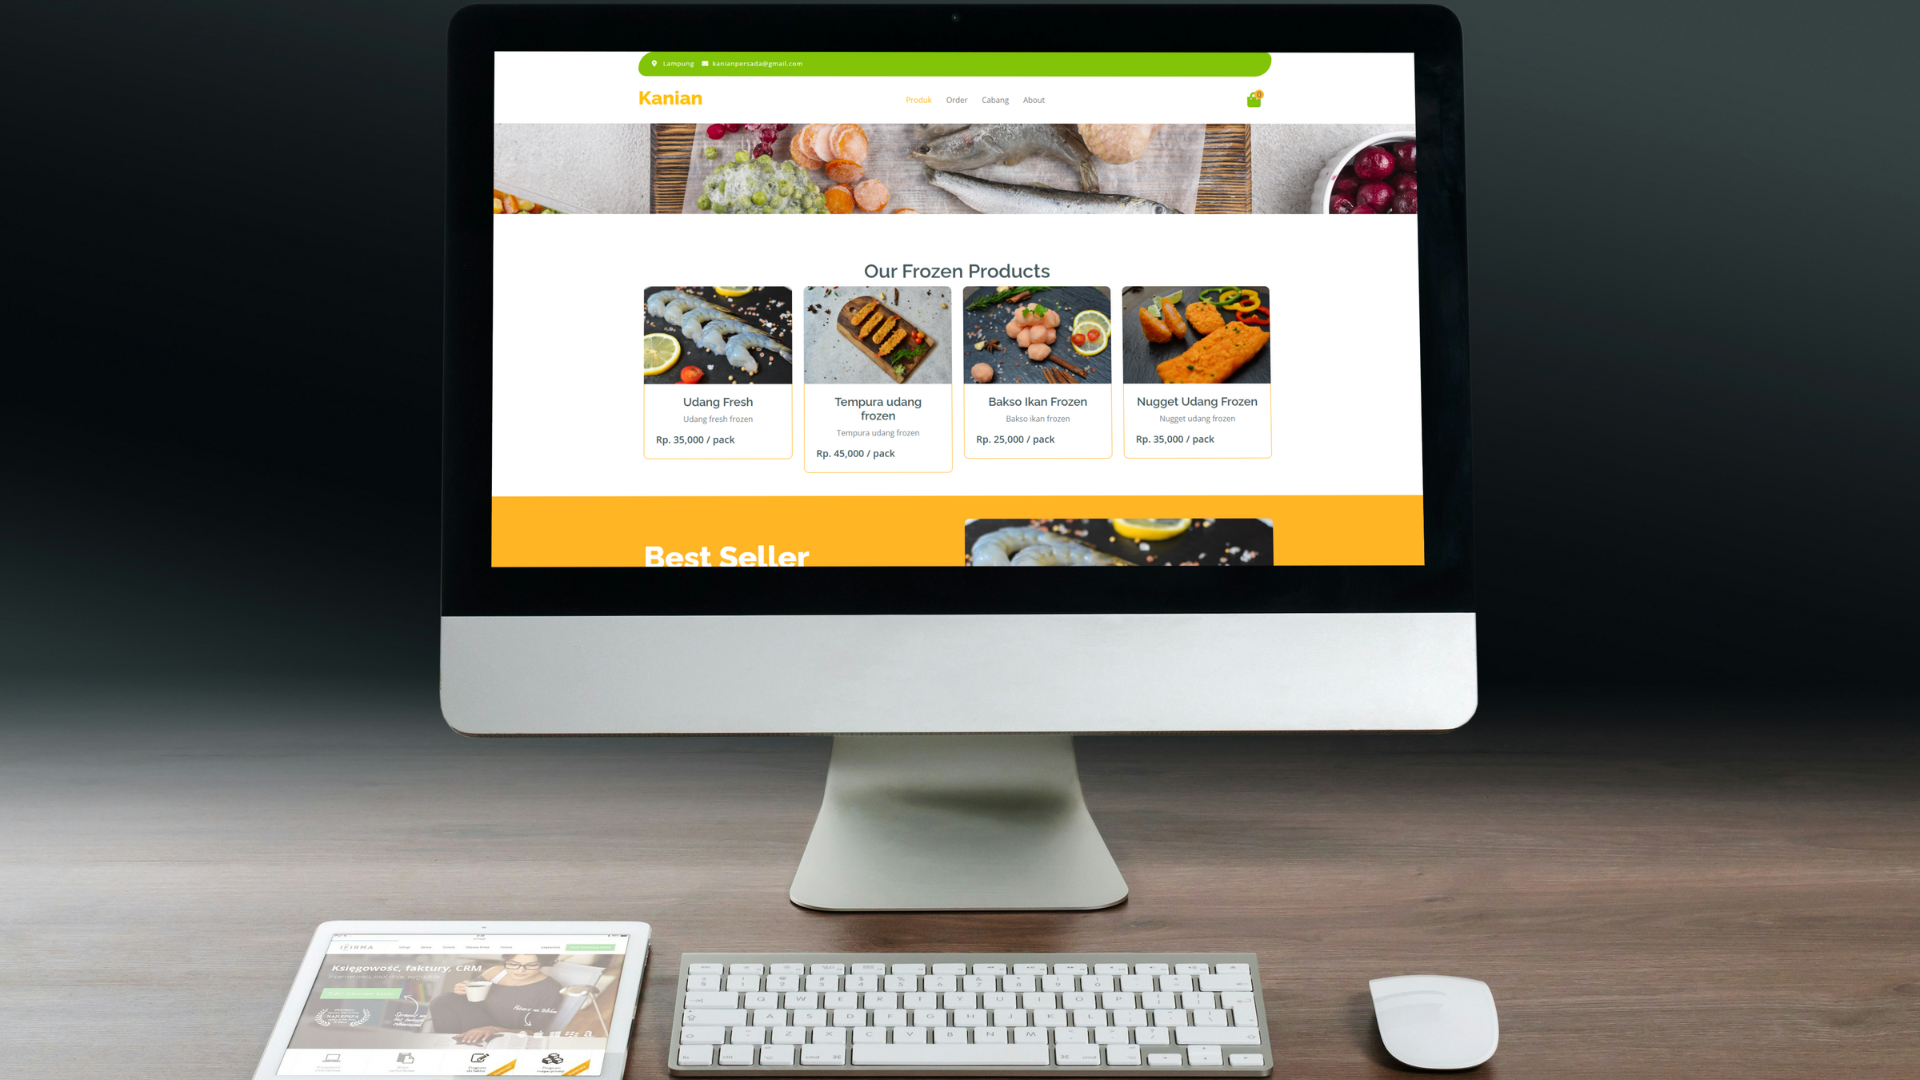 Lampung kanianpersada@gmail.com
Kanian
Produk Order Cabang About
0
Our Frozen Products
Udang Fresh
Udang fresh frozen
Rp. 35,000 / pack
Tempura udang
frozen
Tempura udang frozen
Rp. 45,000 / pack
Bakso Ikan Frozen
Bakso ikan frozen
Rp. 25,000 / pack
Nugget Udang Frozen
Nugget udang frozen
Rp. 35,000 / pack
Best Seller
IFIRMA
Księgowość, faktury, CRM
Q W E R T Y U I O P
A S D F G H J K L
Z X C V B N M